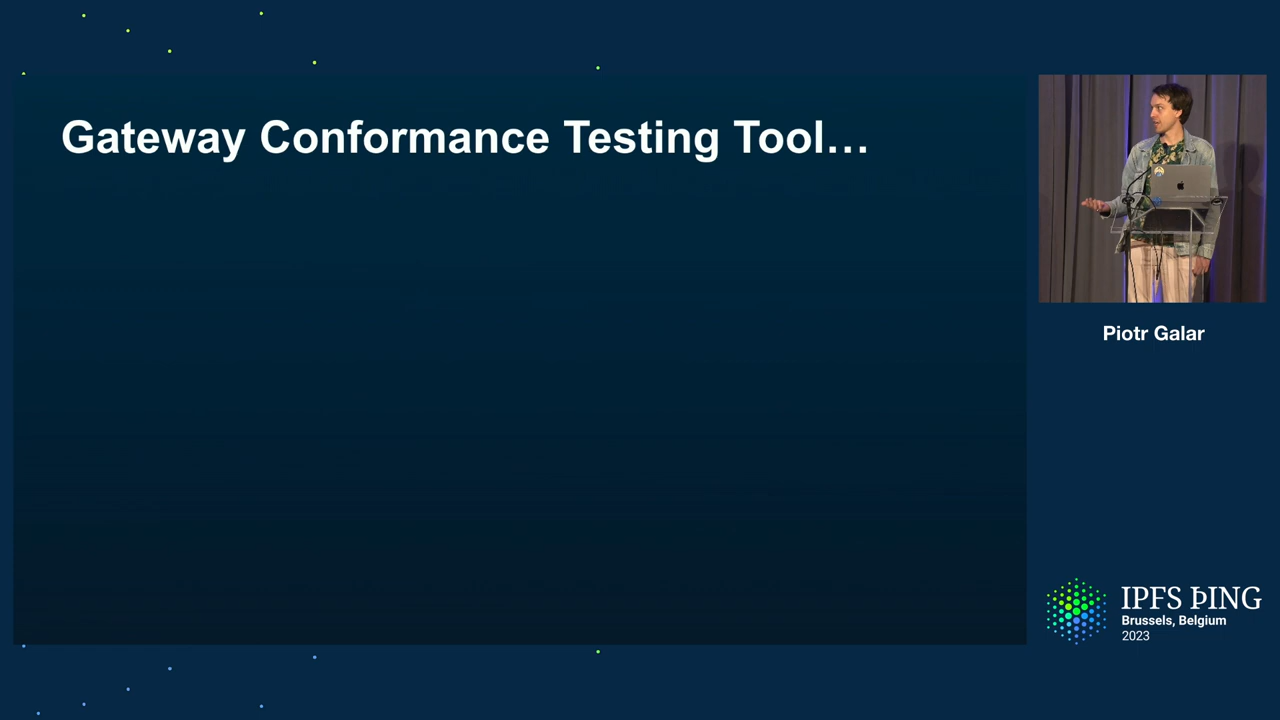 Gateway Conformance Testing Tool…
Piotr Galar
IPFS ÞING
Brussels, Belgium
2023